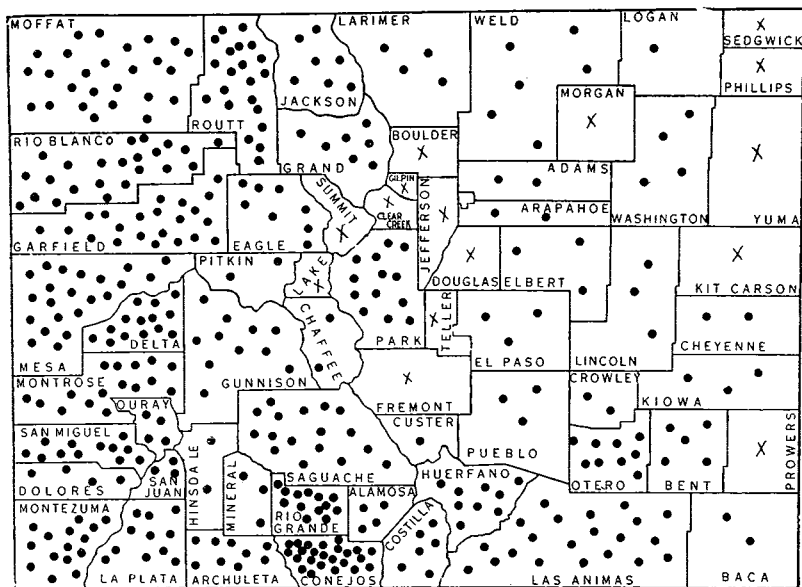 MOFFAT
ROUTT
JACKSON
LARIMER
WELD
LOGAN
SEDGWICK
PHILLIPS
MORGAN
RIO BLANCO
GRAND
BOULDER
GILPIN
ADAMS
SUMMIT
CLEAR
CREEK
JEFFERSON
ARAPAHOE
WASHINGTON
YUMA
GARFIELD
EAGLE
PITKIN
LAKE
DOUGLAS
ELBERT
KIT CARSON
CHAFFEE
PARK
TELLER
DELTA
MESA
GUNNISON
EL PASO
LINCOLN
CHEYENNE
MONTROSE
OURAY
FREMONT
CROWLEY
KIOWA
CUSTER
PUEBLO
SAN MIGUEL
HINSDALE
MINERAL
SAGUACHE
HUERFANO
OTERO
BENT
PROWERS
DOLORES
SAN
JUAN
RIO
GRANDE
ALAMOSA
COSTILLA
MONTEZUMA
LA PLATA
ARCHULETA
CONEJOS
LAS ANIMAS
BACA